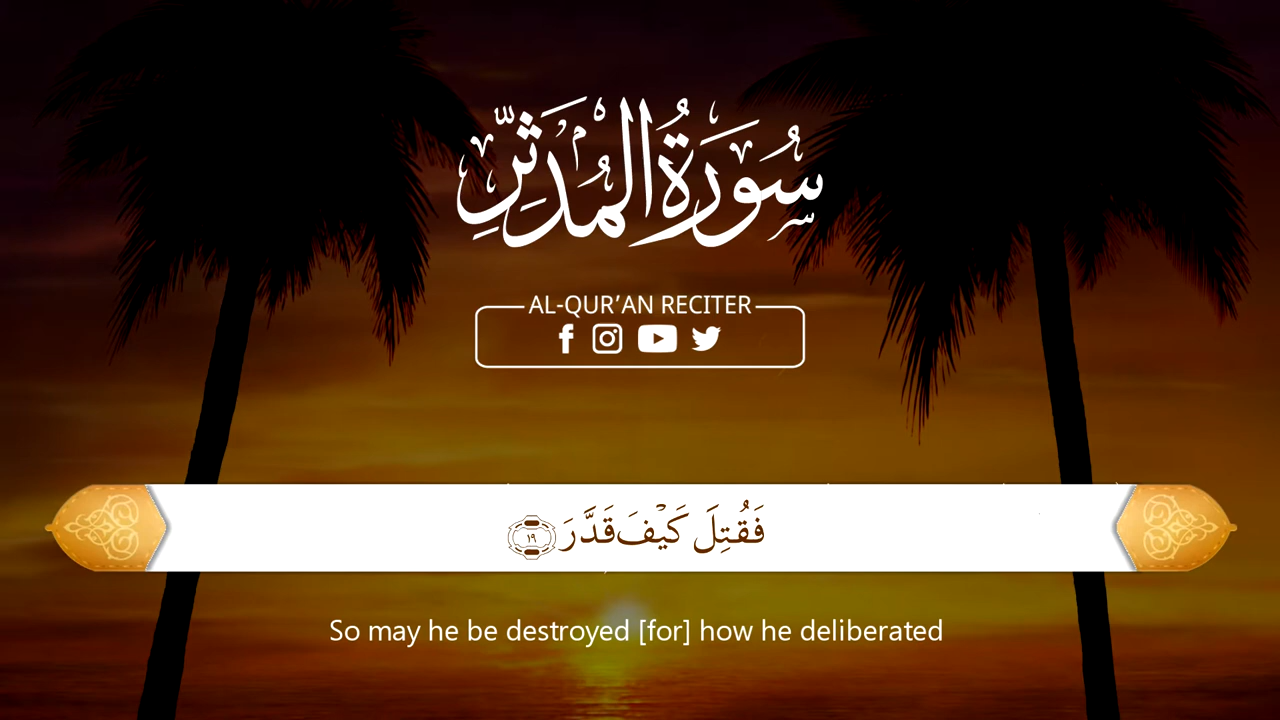 سُورَةُ المُدَّثِّرِ
AL-QUR’AN RECITER
فَقُتِلَ كَيْفَ قَدَّرَ ١٩
So may he be destroyed [for] how he deliberated